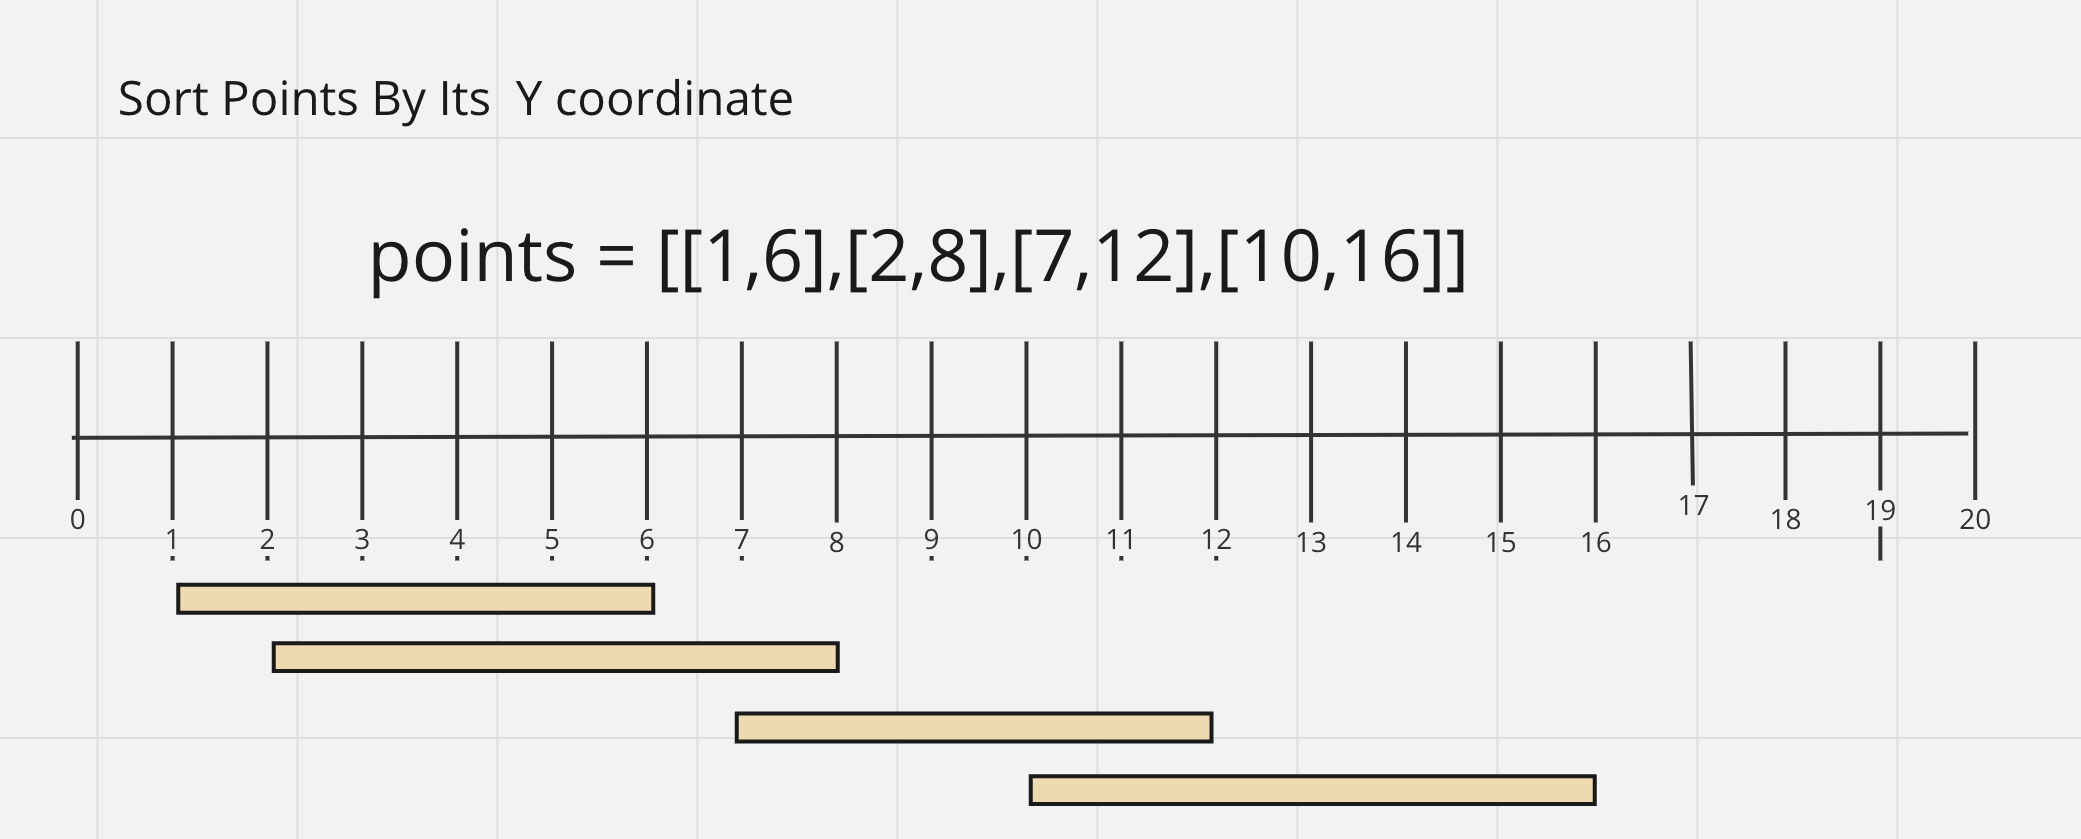 Sort Points By Its  Y coordinate
points = [[1,6],[2,8],[7,12],[10,16]]
0 1 2 3 4 5 6 7 8 9 10 11 12 13 14 15 16 17 18 19 20